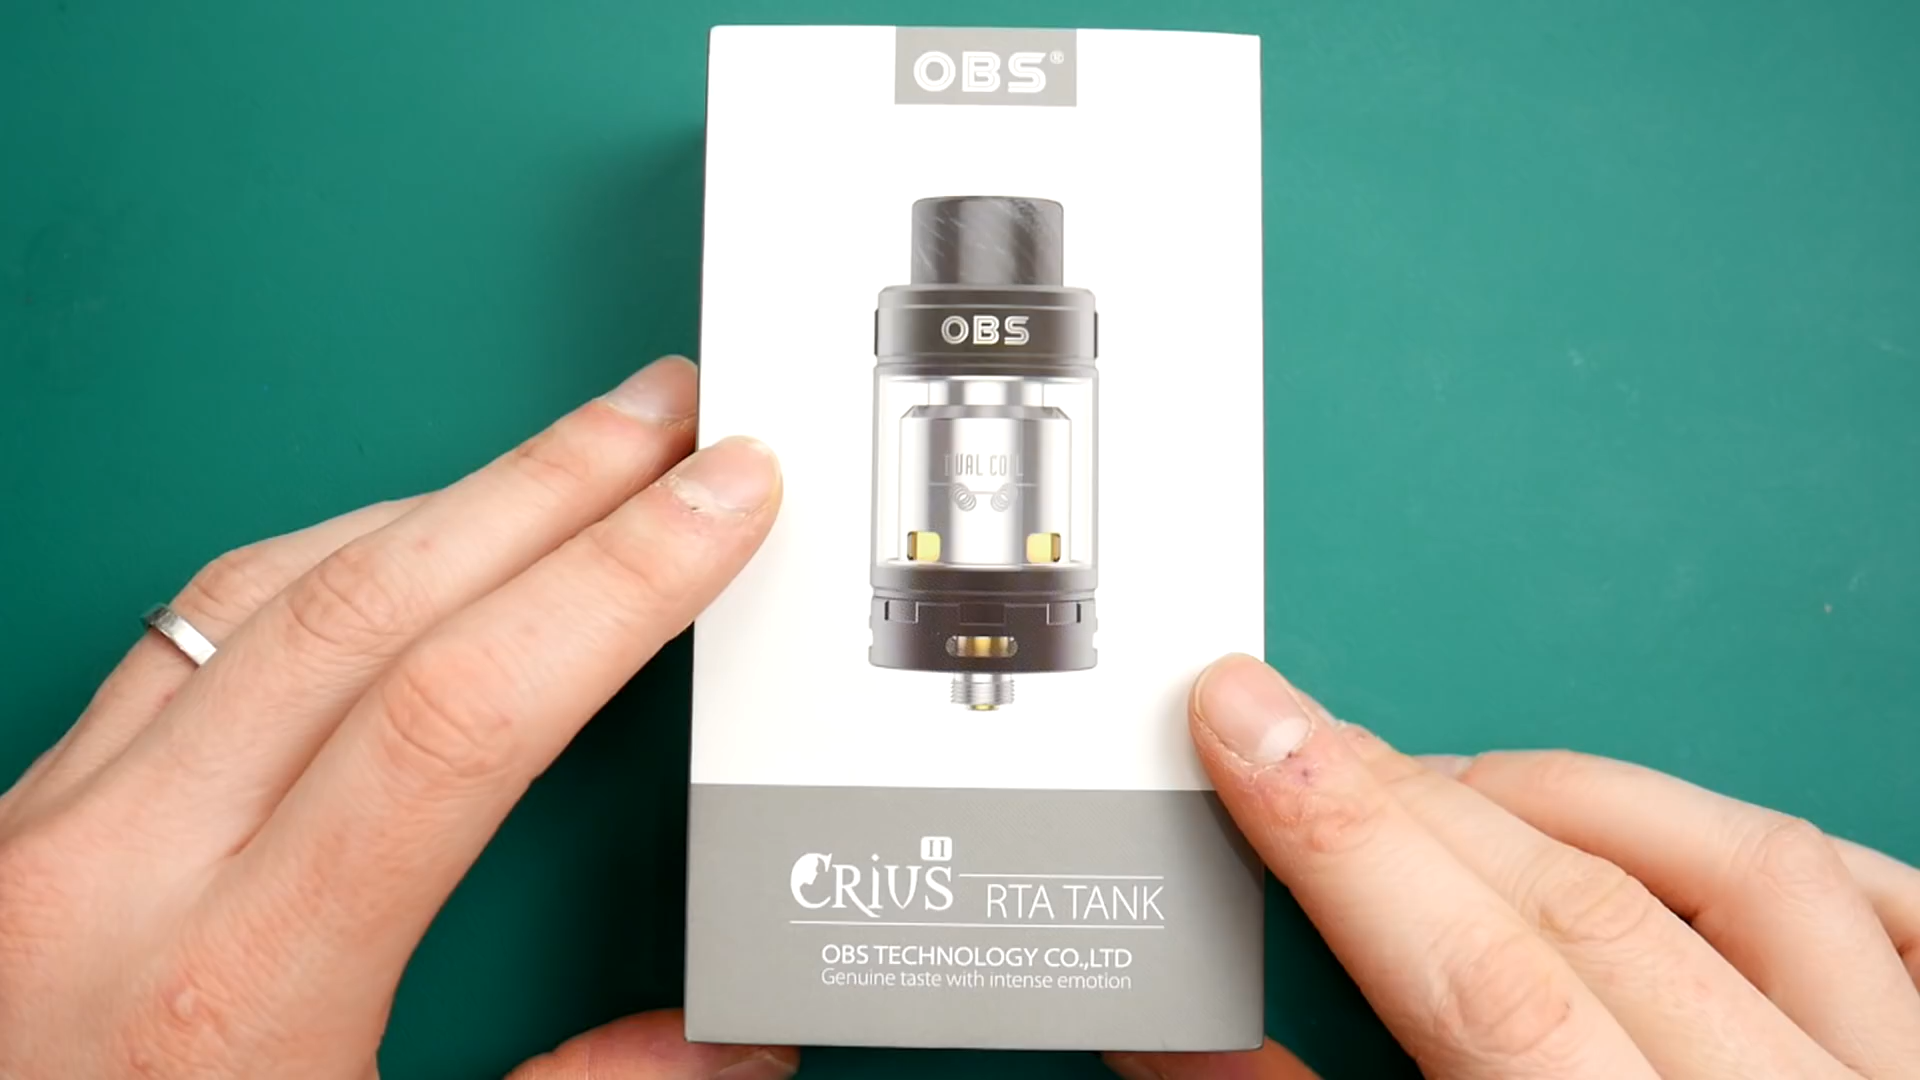 OBS®
OBS
DUAL COIL
CRiUS II
RTA TANK
OBS TECHNOLOGY CO.,LTD
Genuine taste with intense emotion